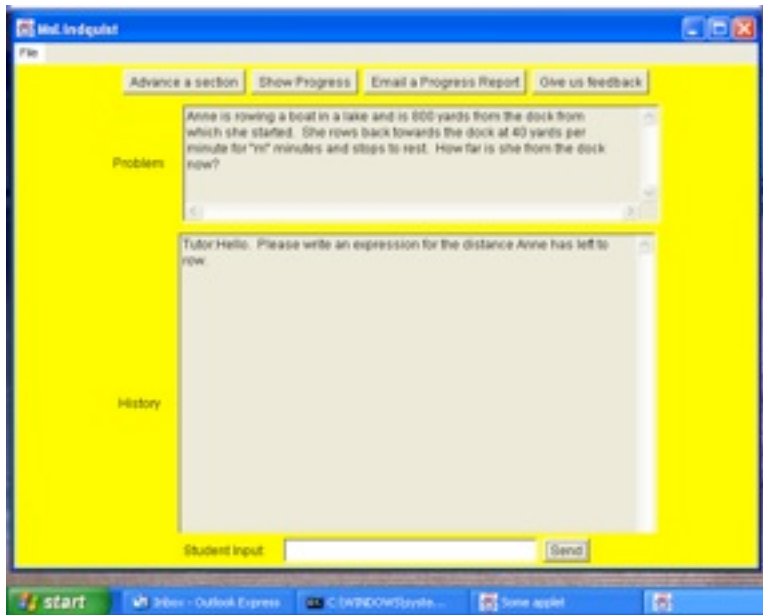 Ms. Lindquist
File
Advance a section Show Progress Email a Progress Report Give us feedback
Problem
Anne is rowing a boat in a lake and is 800 yards from the dock from
which she started. She rows back towards the dock at 40 yards per
minute for "m" minutes and stops to rest. How far is she from the dock
now?
Tutor:Hello. Please write an expression for the distance Anne has left to
row.
History
Student Input Send
start Inbox - Outlook Express C:\WINDOWS\syste... Some applet